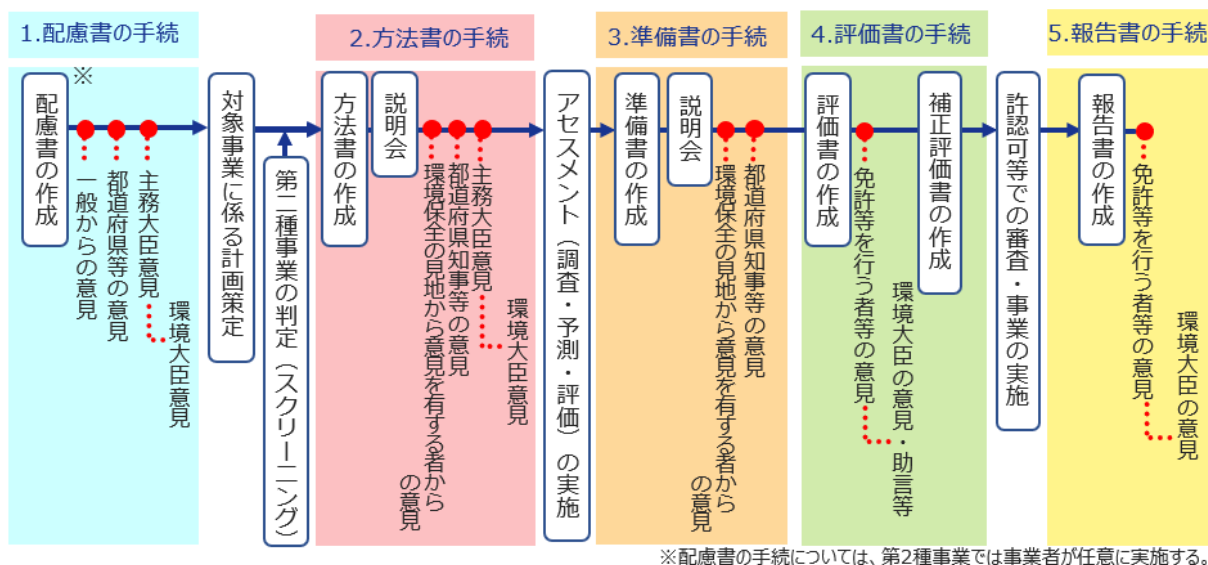 1.配慮書の手続
※
配慮書の作成
一般からの意見
都道府県等の意見
主務大臣意見
環境大臣意見
対象事業に係る計画策定
第二種事業の判定（スクリーニング）
2.方法書の手続
方法書の作成
説明会
環境保全の見地から意見を有する者から
の意見
都道府県知事等の意見
主務大臣意見
環境大臣意見
アセスメント（調査・予測・評価）の実施
3.準備書の手続
準備書の作成
説明会
環境保全の見地から意見を有する者から
の意見
都道府県知事等の意見
4.評価書の手続
評価書の作成
免許等を行う者等の意見
環境大臣の意見・助言等
補正評価書の作成
許認可等での審査・事業の実施
5.報告書の手続
報告書の作成
免許等を行う者等の意見
環境大臣の意見
※配慮書の手続については、第2種事業では事業者が任意に実施する。